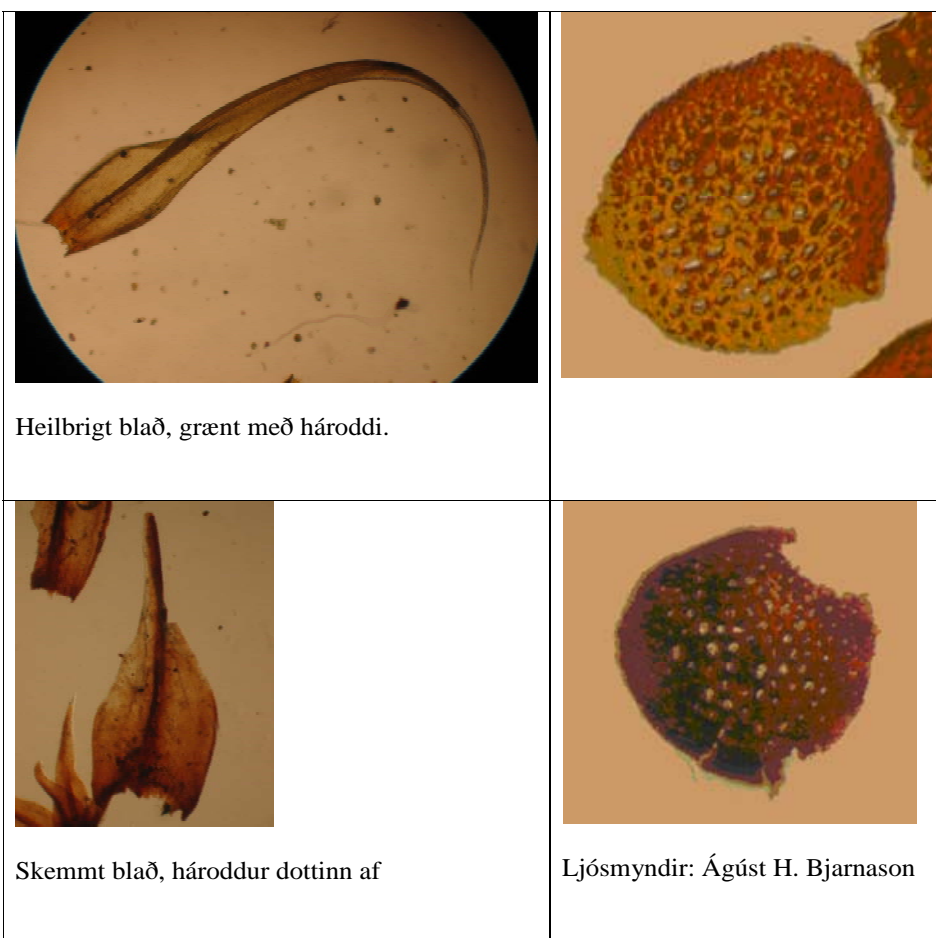 Heilbrigt blað, grænt með hároddi.
Skemmt blað, hároddur dottinn af
Ljósmyndir: Ágúst H. Bjarnason